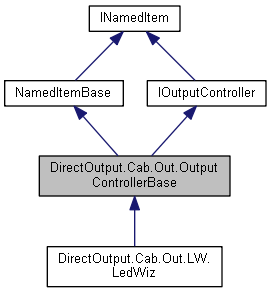 INamedItem
NamedItemBase
IOutputController
DirectOutput.Cab.Out.Output
ControllerBase
DirectOutput.Cab.Out.LW.
LedWiz